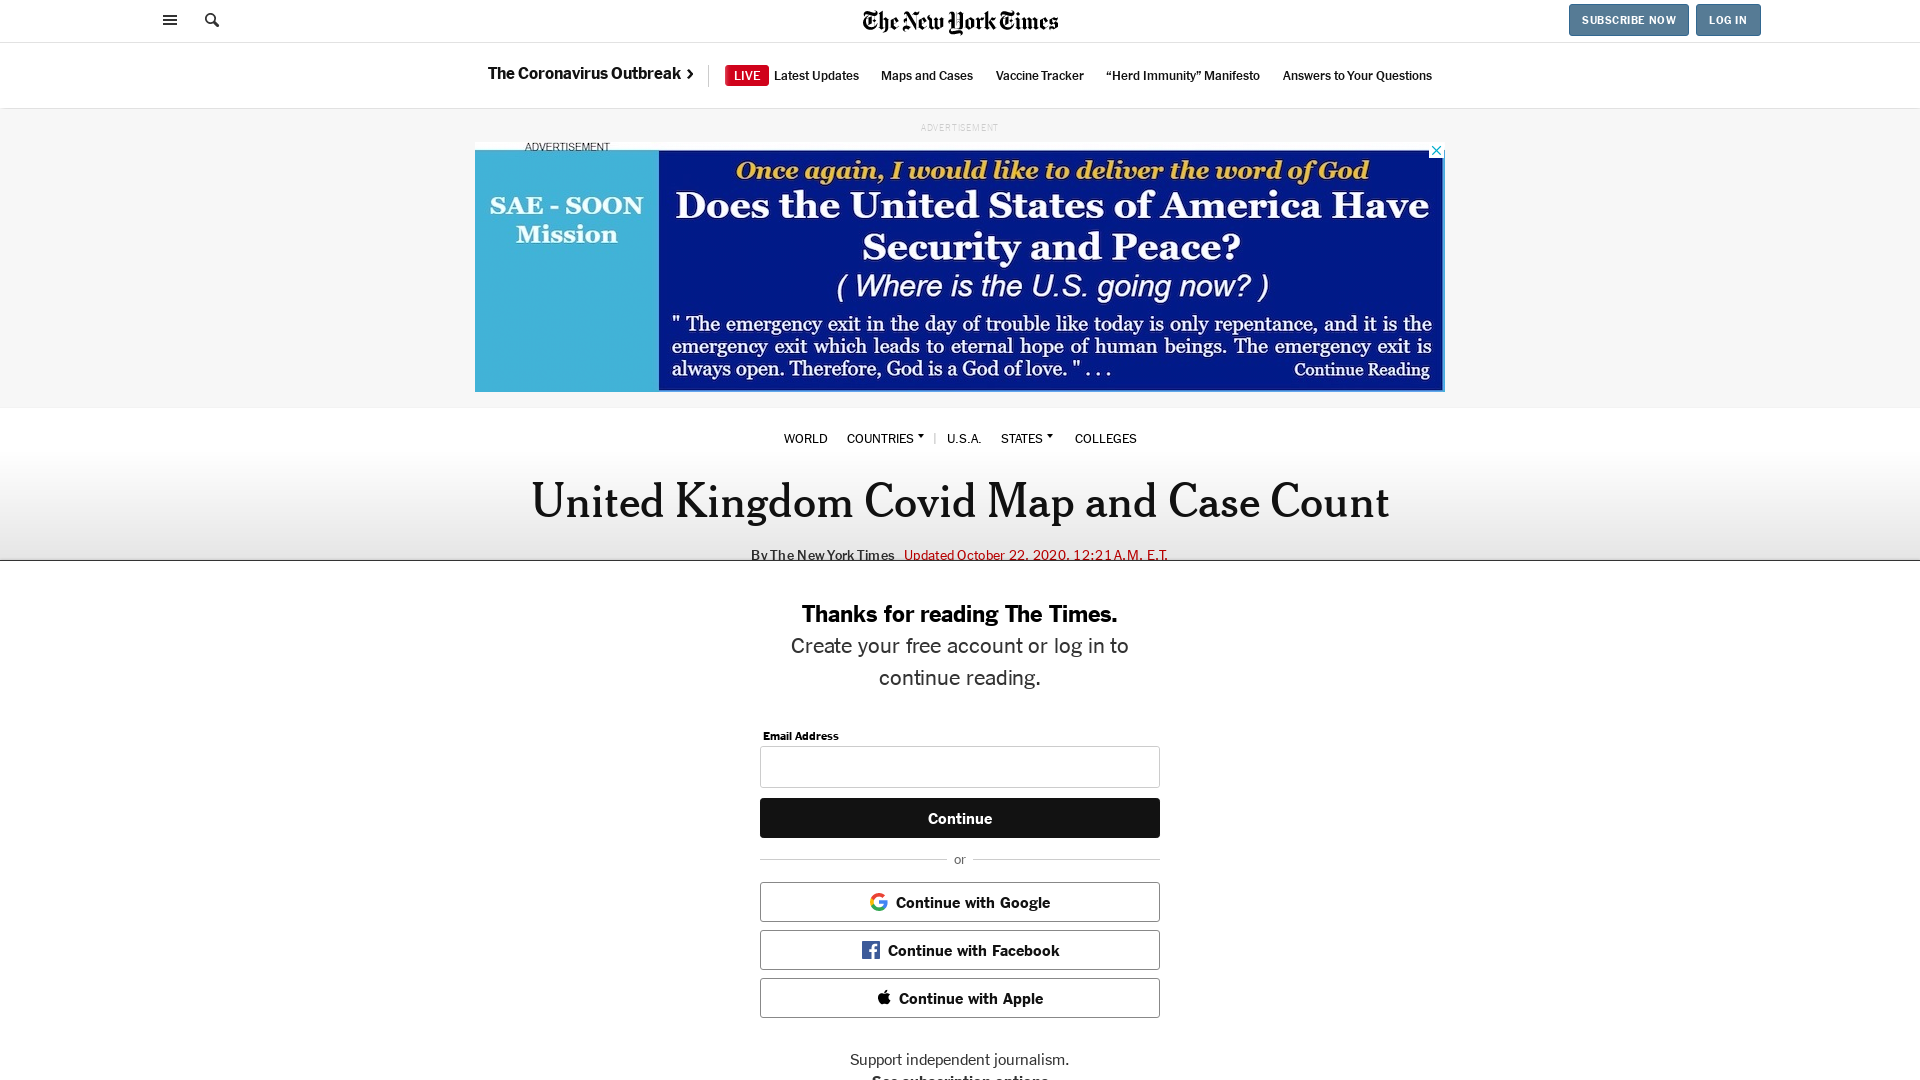 The New York Times
SUBSCRIBE NOW
LOG IN
The Coronavirus Outbreak
LIVE Latest Updates
Maps and Cases
Vaccine Tracker
“Herd Immunity” Manifesto
Answers to Your Questions
ADVERTISEMENT
ADVERTISEMENT
SAE - SOON
Mission
Once again, I would like to deliver the word of God
Does the United States of America Have
Security and Peace?
( Where is the U.S. going now? )
" The emergency exit in the day of trouble like today is only repentance, and it is the
emergency exit which leads to eternal hope of human beings. The emergency exit is
always open. Therefore, God is a God of love. " . . .
Continue Reading
WORLD
COUNTRIES
U.S.A.
STATES
COLLEGES
United Kingdom Covid Map and Case Count
By The New York Times Updated October 22, 2020, 12:21 A.M. E.T.
Thanks for reading The Times.
Create your free account or log in to
continue reading.
Email Address
Continue
or
Continue with Google
Continue with Facebook
Continue with Apple
Support independent journalism.
See subscription options